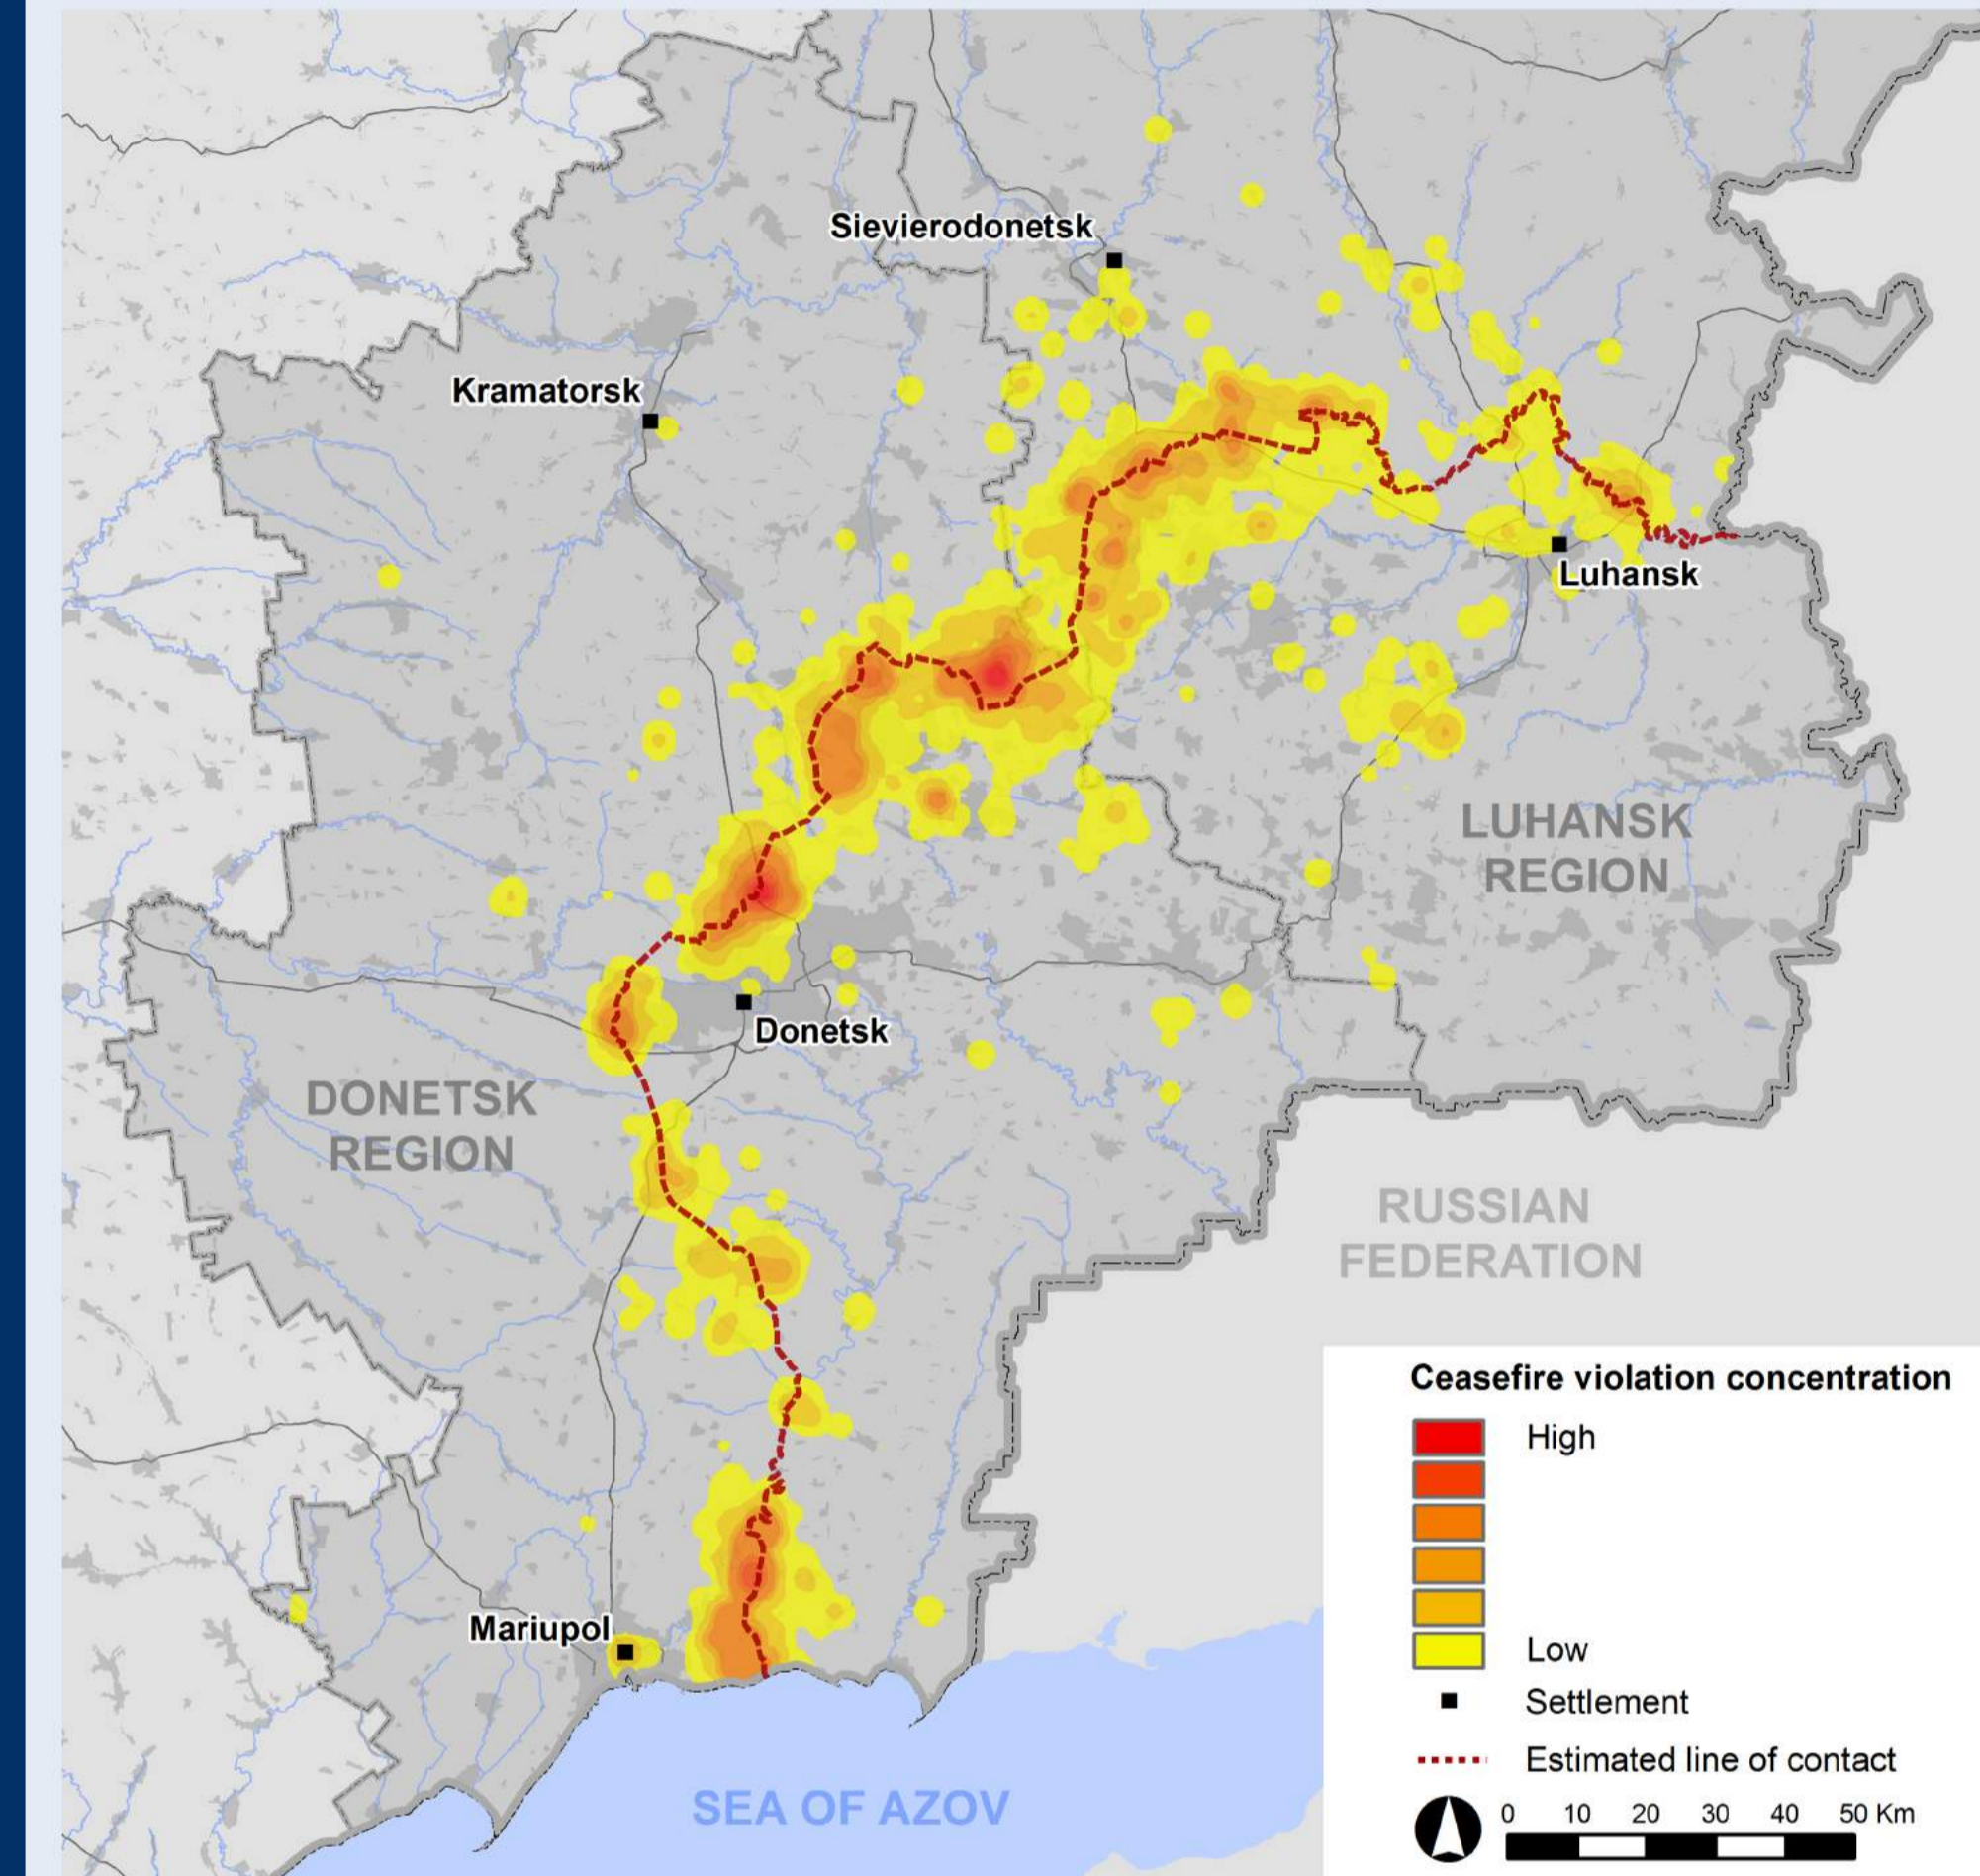 Sievierodonetsk
Kramatorsk
Luhansk
LUHANSK
REGION
Donetsk
DONETSK
REGION
RUSSIAN
FEDERATION
Mariupol
SEA OF AZOV
Ceasefire violation concentration
High
Low
Settlement
Estimated line of contact
0 10 20 30 40 50 Km